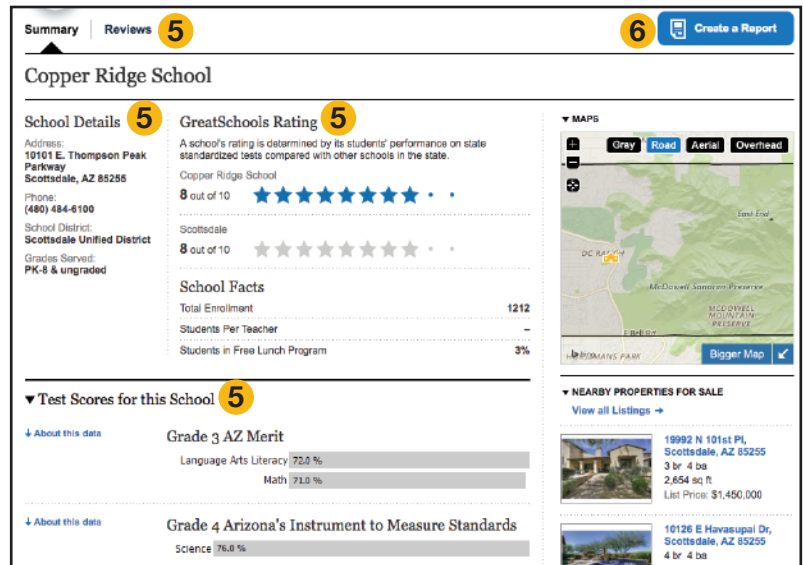 Summary
Reviews
5
6
Create a Report
Copper Ridge School
School Details
5
Address:
10101 E. Thompson Peak
Parkway
Scottsdale, AZ 85255
Phone:
(480) 484-6100
School District:
Scottsdale Unified District
Grades Served:
PK-8 & ungraded
GreatSchools Rating
5
A school's rating is determined by its students' performance on state
standardized tests compared with other schools in the state.
Copper Ridge School
8 out of 10
Scottsdale
8 out of 10
School Facts
Total Enrollment 1212
Students Per Teacher –
Students in Free Lunch Program 3%
▼ MAPS
Gray Road Aerial Overhead
East End
DC RANCH
McDowell Sonoran Preserve
MCDOWELL
MOUNTAIN
PRESERVE
E Bell Rd
PARK
Bigger Map
▼ Test Scores for this School
5
↓ About this data
Grade 3 AZ Merit
Language Arts Literacy 72.0 %
Math 71.0 %
↓ About this data
Grade 4 Arizona's Instrument to Measure Standards
Science 76.0 %
▼ NEARBY PROPERTIES FOR SALE
View all Listings →
19992 N 101st Pl,
Scottsdale, AZ 85255
3 br 4 ba
2,654 sq ft
List Price: $1,450,000
10126 E Havasupai Dr,
Scottsdale, AZ 85255
4 br 4 ba